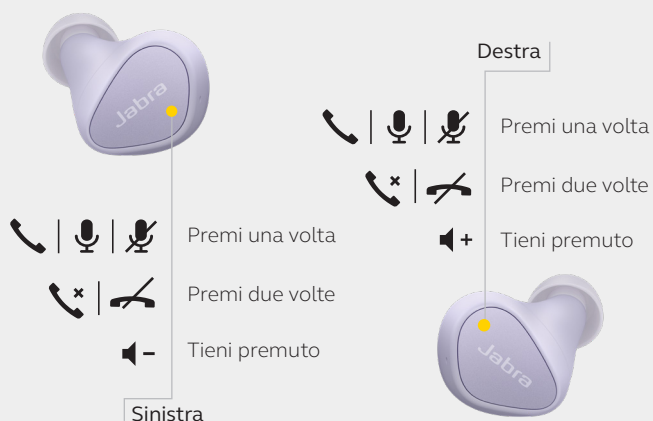 Jabra
Premi una volta
Premi due volte
Tieni premuto
Sinistra
Destra
Premi una volta
Premi due volte
Tieni premuto
Jabra